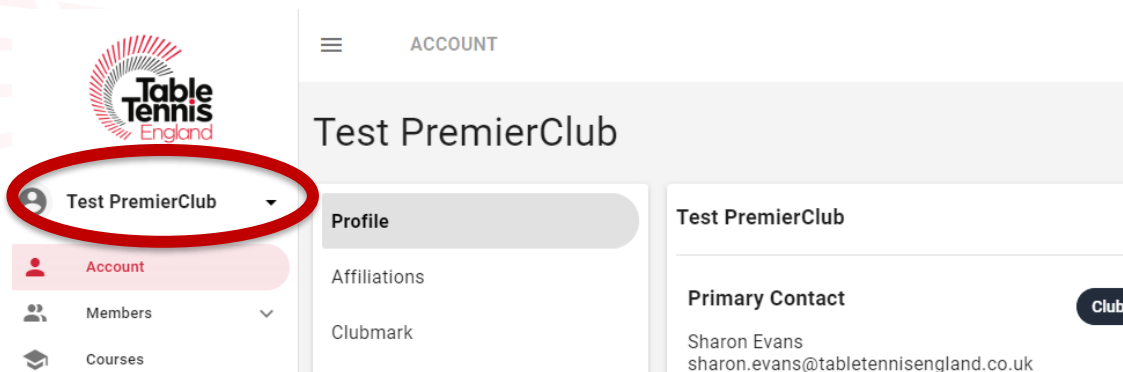 Table
Tennis
England
ACCOUNT
Test PremierClub
Test PremierClub
Account
Members
Courses
Profile
Affiliations
Clubmark
Test PremierClub
Primary Contact
Club
Sharon Evans
sharon.evans@tabletennisengland.co.uk